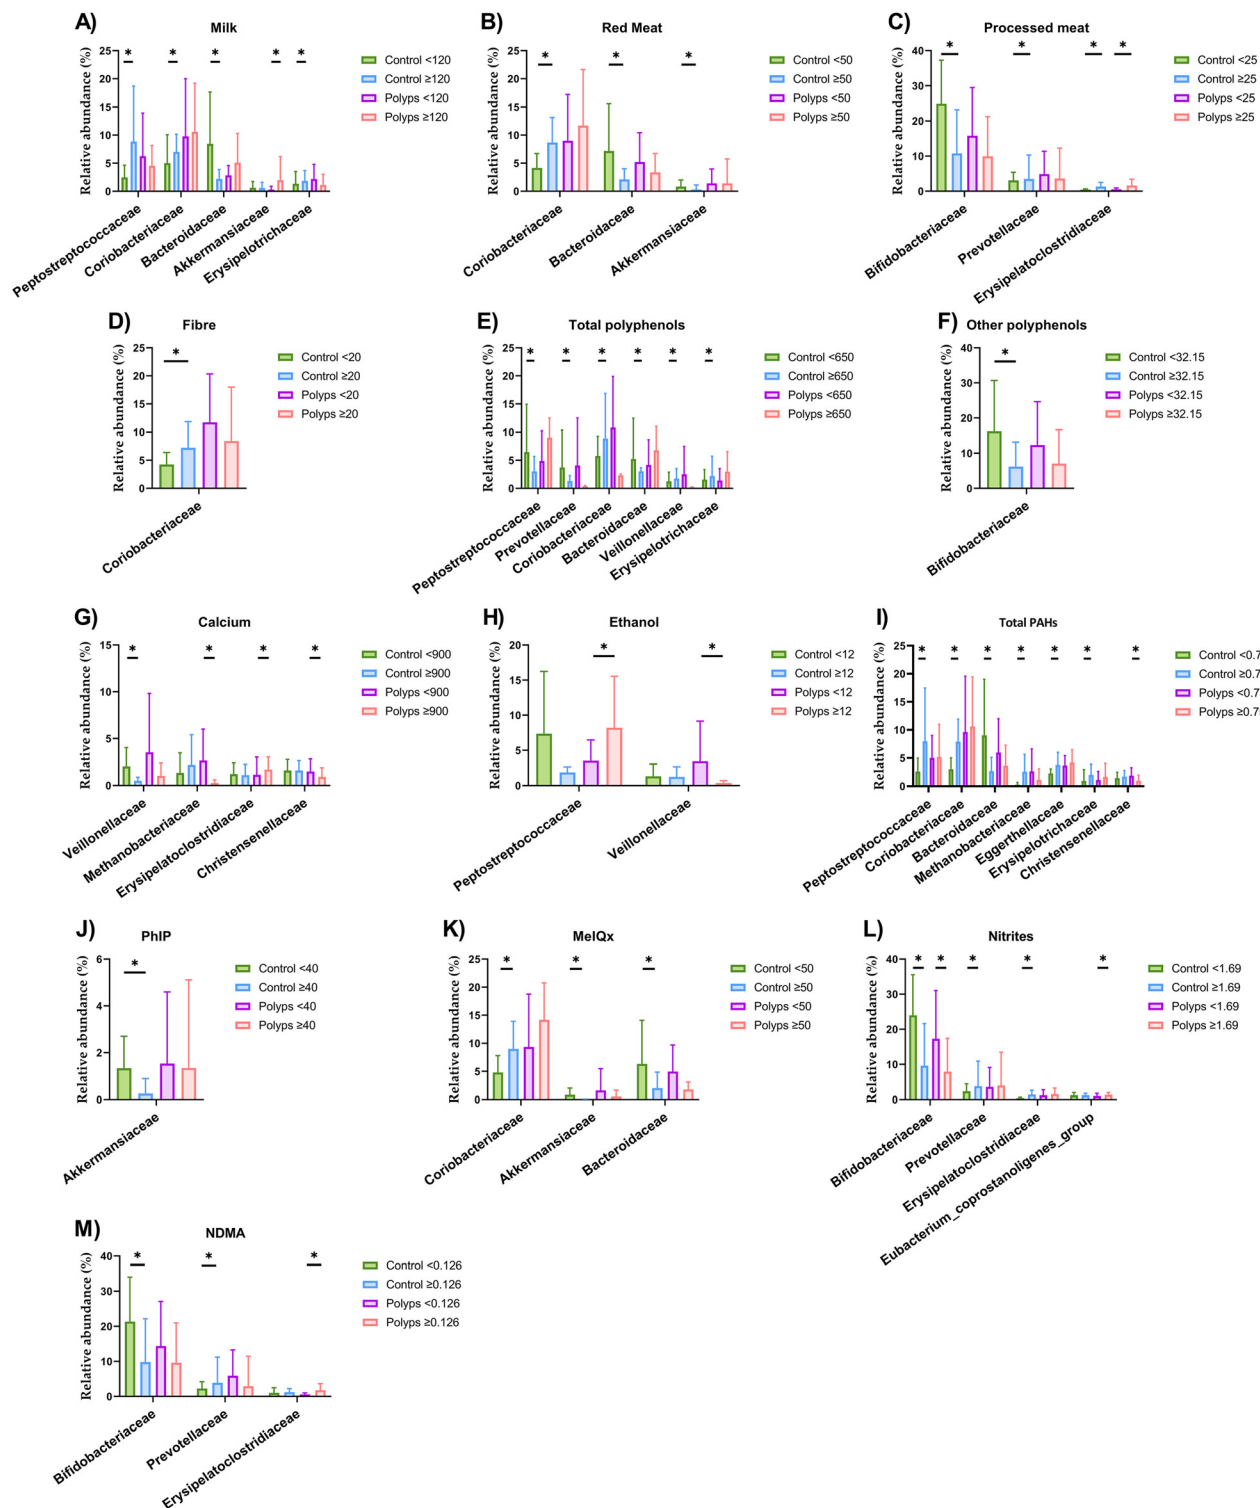 A)
Milk
Relative abundance (%)
25
20
15
10
5
0
* * * * *
Control <120
Control ≥120
Polyps <120
Polyps ≥120
Peptostreptococcaceae
Coriobacteriaceae
Bacteroidaceae
Akkermansiaceae
Erysipelotrichaceae
B)
Red Meat
Relative abundance (%)
25
20
15
10
5
0
* * *
Control <50
Control ≥50
Polyps <50
Polyps ≥50
Coriobacteriaceae
Bacteroidaceae
Akkermansiaceae
C)
Processed meat
Relative abundance (%)
40
30
20
10
0
* * * *
Control <25
Control ≥25
Polyps <25
Polyps ≥25
Bifidobacteriaceae
Prevotellaceae
Erysipelatoclostridiaceae
D)
Fibre
Relative abundance (%)
25
20
15
10
5
0
*
Control <20
Control ≥20
Polyps <20
Polyps ≥20
Coriobacteriaceae
E)
Total polyphenols
Relative abundance (%)
25
20
15
10
5
0
* * * * * *
Control <650
Control ≥650
Polyps <650
Polyps ≥650
Peptostreptococcaceae
Prevotellaceae
Coriobacteriaceae
Bacteroidaceae
Veillonellaceae
Erysipelotrichaceae
F)
Other polyphenols
Relative abundance (%)
40
30
20
10
0
*
Control <32.15
Control ≥32.15
Polyps <32.15
Polyps ≥32.15
Bifidobacteriaceae
G)
Calcium
Relative abundance (%)
15
10
5
0
* * * *
Control <900
Control ≥900
Polyps <900
Polyps ≥900
Veillonellaceae
Methanobacteriaceae
Erysipelatoclostridiaceae
Christensenellaceae
H)
Ethanol
Relative abundance (%)
20
15
10
5
0
* *
Control <12
Control ≥12
Polyps <12
Polyps ≥12
Peptostreptococcaceae
Veillonellaceae
I)
Total PAHs
Relative abundance (%)
25
20
15
10
5
0
* * * * * * *
Control <0.7
Control ≥0.7
Polyps <0.7
Polyps ≥0.7
Peptostreptococcaceae
Coriobacteriaceae
Bacteroidaceae
Methanobacteriaceae
Eggerthellaceae
Erysipelotrichaceae
Christensenellaceae
J)
PhIP
Relative abundance (%)
6
4
2
0
*
Control <40
Control ≥40
Polyps <40
Polyps ≥40
Akkermansiaceae
K)
MeIQx
Relative abundance (%)
25
20
15
10
5
0
* * *
Control <50
Control ≥50
Polyps <50
Polyps ≥50
Coriobacteriaceae
Akkermansiaceae
Bacteroidaceae
L)
Nitrites
Relative abundance (%)
40
30
20
10
0
* * * * *
Control <1.69
Control ≥1.69
Polyps <1.69
Polyps ≥1.69
Bifidobacteriaceae
Prevotellaceae
Erysipelatoclostridiaceae
Eubacterium_coprostanoligenes_group
M)
NDMA
Relative abundance (%)
40
30
20
10
0
* * *
Control <0.126
Control ≥0.126
Polyps <0.126
Polyps ≥0.126
Bifidobacteriaceae
Prevotellaceae
Erysipelatoclostridiaceae